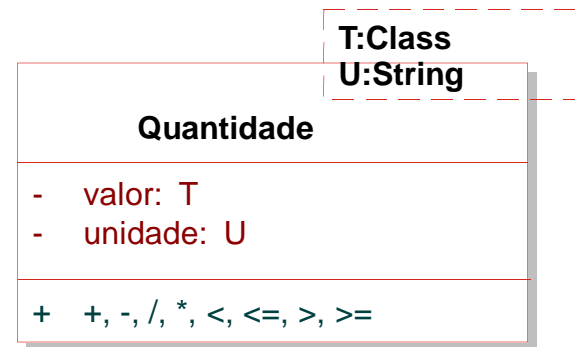 T:Class
U:String
Quantidade
- valor: T
- unidade: U
+ +, -, /, *, <, <=, >, >=